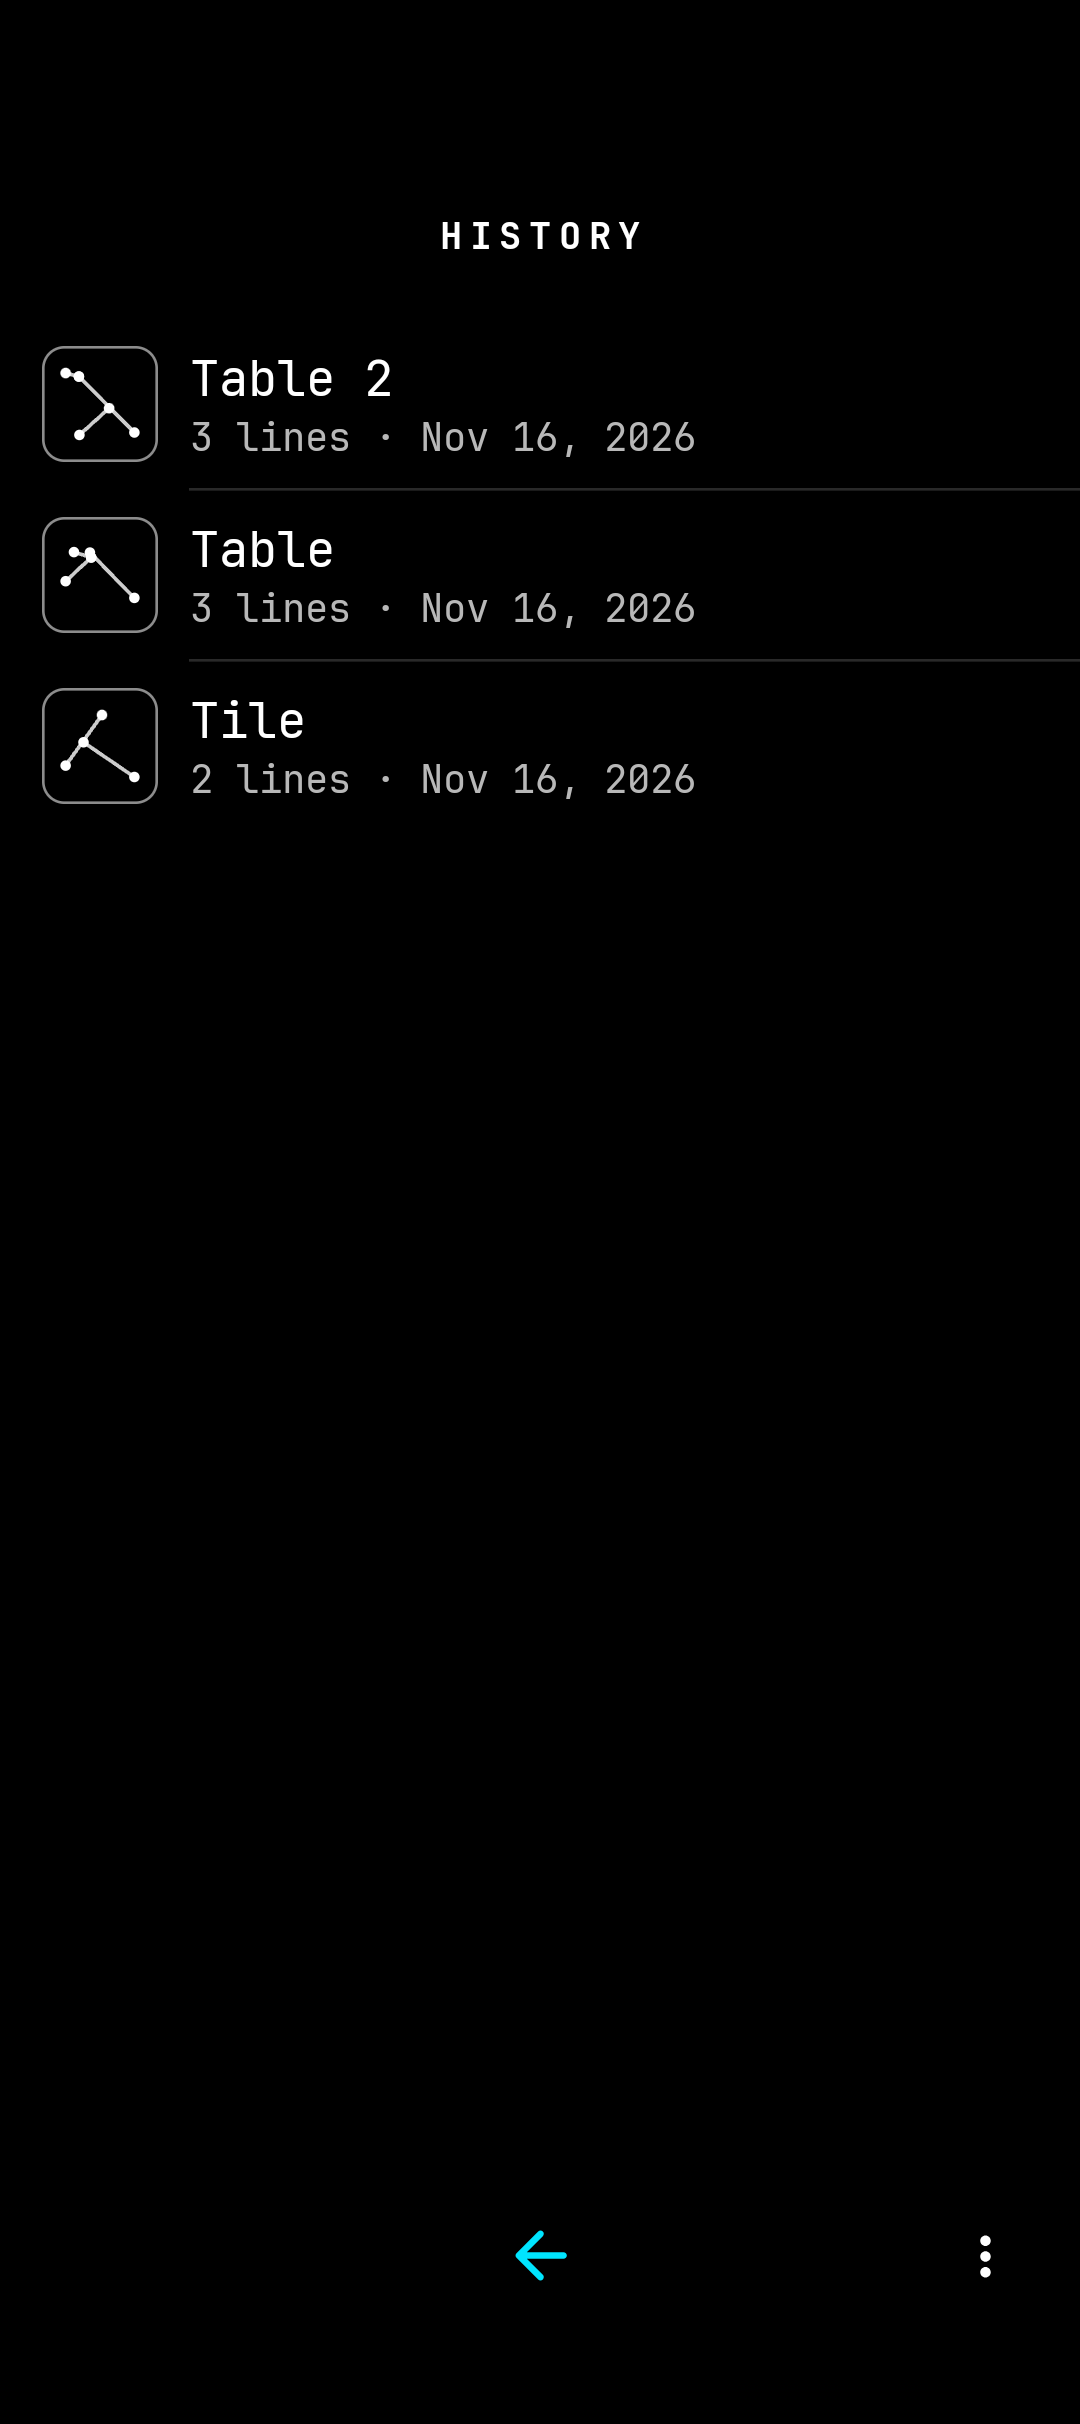 HISTORY
Table 2
3 lines · Nov 16, 2026
Table
3 lines · Nov 16, 2026
Tile
2 lines · Nov 16, 2026